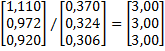 [1,110] [0,370] [3,00]
[0,972] / [0,324] = [3,00]
[0,920] [0,306] [3,00]